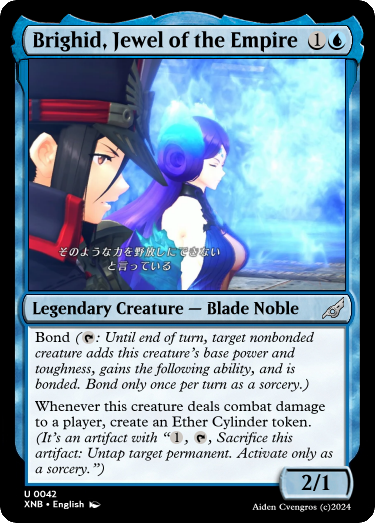 Brighid, Jewel of the Empire 1
そのような力を野放しにできない
と言っている
Legendary Creature — Blade Noble
Bond (: Until end of turn, target nonbonded
creature adds this creature's base power and
toughness, gains the following ability, and
is bonded. Bond only once per turn as a sorcery.)
Whenever this creature deals combat damage
to a player, create an Ether Cylinder token.
(It's an artifact with “1, , Sacrifice this
artifact: Untap target permanent. Activate only as
a sorcery.”)
2/1
U 0042
XNB • English
Aiden Cvengros (c)2024